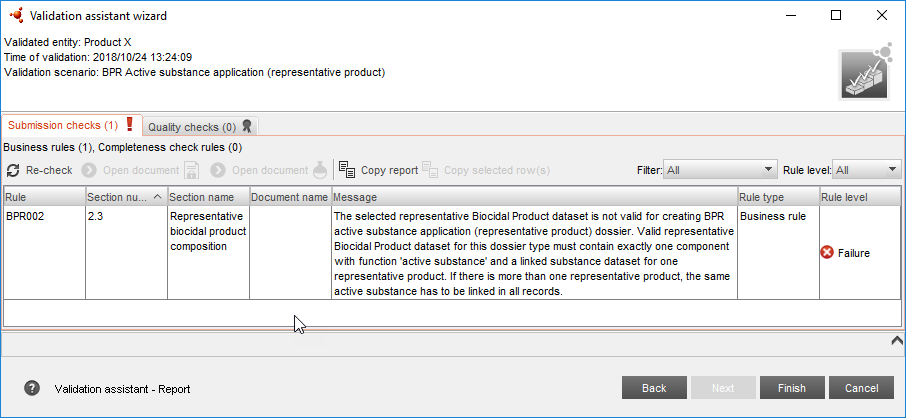 Validation assistant wizard
Validated entity: Product X
Time of validation: 2018/10/24 13:24:09
Validation scenario: BPR Active substance application (representative product)
Submission checks (1)
Quality checks (0)
Business rules (1), Completeness check rules (0)
Re-check
Open document
Open document
Copy report
Copy selected row(s)
Filter: All
Rule level: All
Rule
Section nu...
Section name
Document name
Message
Rule type
Rule level
BPR002
2.3
Representative
biocidal product
composition
The selected representative Biocidal Product dataset is not valid for creating BPR
active substance application (representative product) dossier. Valid representative
Biocidal Product dataset for this dossier type must contain exactly one component
with function 'active substance' and a linked substance dataset for one
representative product. If there is more than one representative product, the same
active substance has to be linked in all records.
Business rule
Failure
Validation assistant - Report
Back
Next
Finish
Cancel